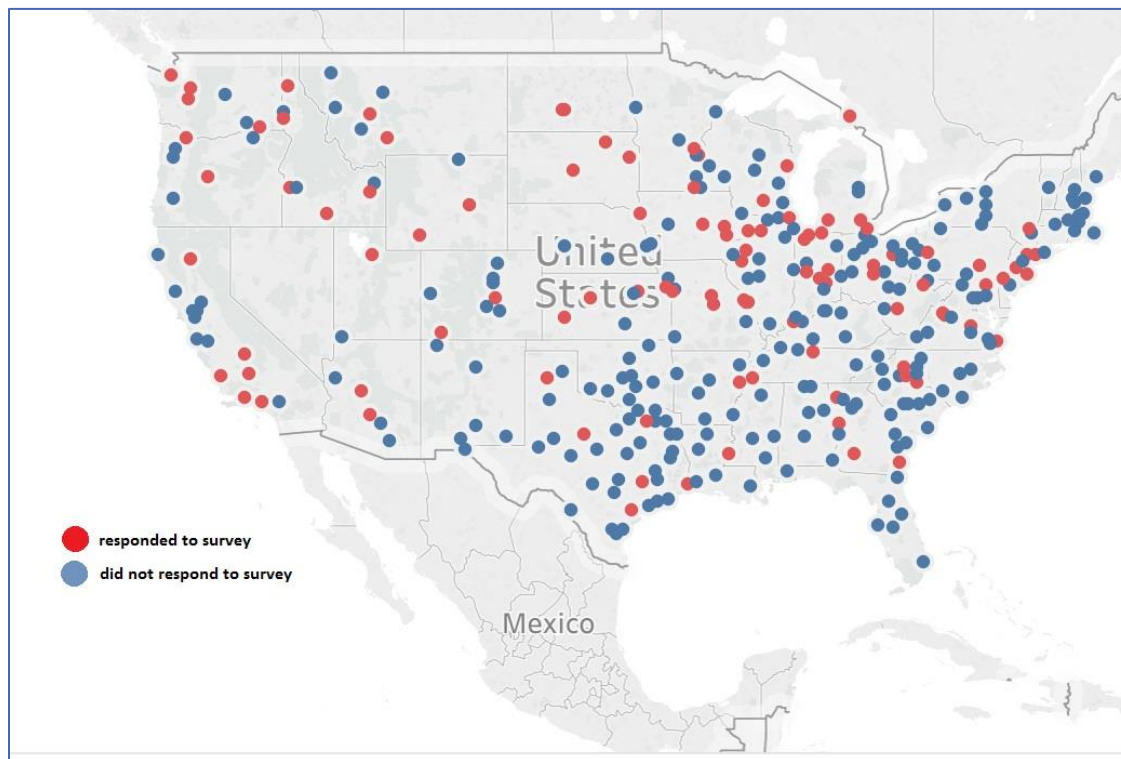 United
States
responded to survey
did not respond to survey
Mexico